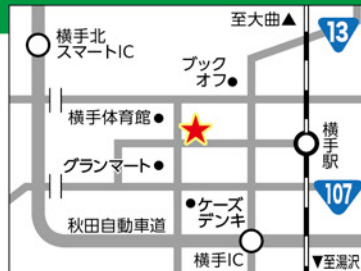 至大曲▲
13
横手北
スマートIC
ブック
オフ●
横手体育館●
横手駅
グランマート●
107
●ケーズ
デンキ
秋田自動車道
横手IC
▼至湯沢